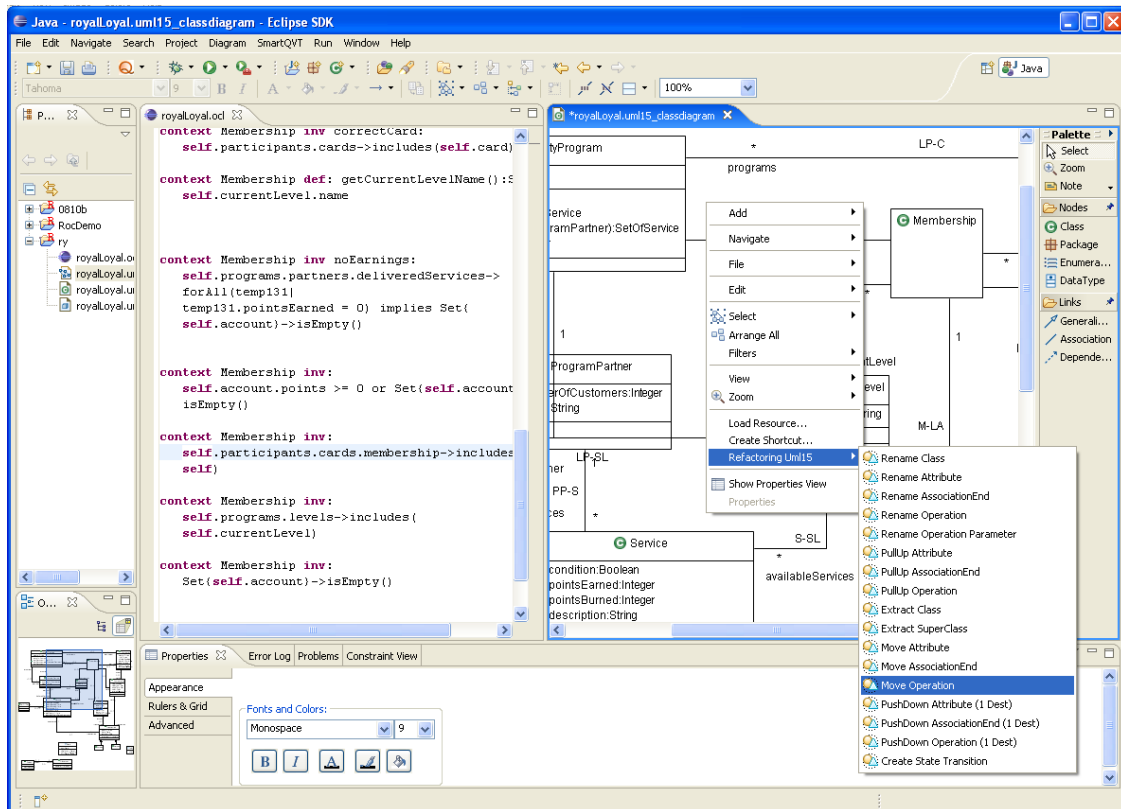 Java - royalLoyal.uml15_classdiagram - Eclipse SDK
File Edit Navigate Search Project Diagram SmartQVT Run Window Help
Java
Tahoma 9 B I A 100%
P...
royalLoyal.ocl
*royalLoyal.uml15_classdiagram
0810b
RocDemo
ry
royalLoyal.o
royalLoyal.u
royalLoyal.u
royalLoyal.u
context Membership inv correctCard:
self.participants.cards->includes(self.card)
context Membership def: getCurrentLevelName():S
self.currentLevel.name
context Membership inv noEarnings:
self.programs.partners.deliveredServices->
forAll(temp131|
temp131.pointsEarned = 0) implies Set{
self.account}->isEmpty()
context Membership inv:
self.account.points >= 0 or Set{self.account
isEmpty()
context Membership inv:
self.participants.cards.membership->includes
self)
context Membership inv:
self.programs.levels->includes(
self.currentLevel)
context Membership inv:
Set{self.account}->isEmpty()
tyProgram
*
LP-C
programs
Service
ramPartner):SetOfService
Membership
*
*
1
1
ProgramPartner
erOfCustomers:Integer
String
ntLevel
evel
ring
M-LA
LP-SL
ner
PP-S
ces
*
Service
S-SL
*
availableServices
condition:Boolean
pointsEarned:Integer
pointsBurned:Integer
description:String
Add
Navigate
File
Edit
Select
Arrange All
Filters
View
Zoom
Load Resource...
Create Shortcut...
Refactoring Uml15
Show Properties View
Properties
Rename Class
Rename Attribute
Rename AssociationEnd
Rename Operation
Rename Operation Parameter
PullUp Attribute
PullUp AssociationEnd
PullUp Operation
Extract Class
Extract SuperClass
Move Attribute
Move AssociationEnd
Move Operation
PushDown Attribute (1 Dest)
PushDown AssociationEnd (1 Dest)
PushDown Operation (1 Dest)
Create State Transition
Palette
Select
Zoom
Note
Nodes
Class
Package
Enumera...
DataType
Links
Generali...
Association
Depende...
O...
Properties Error Log Problems Constraint View
Appearance
Rulers & Grid
Advanced
Fonts and Colors:
Monospace 9
B I A